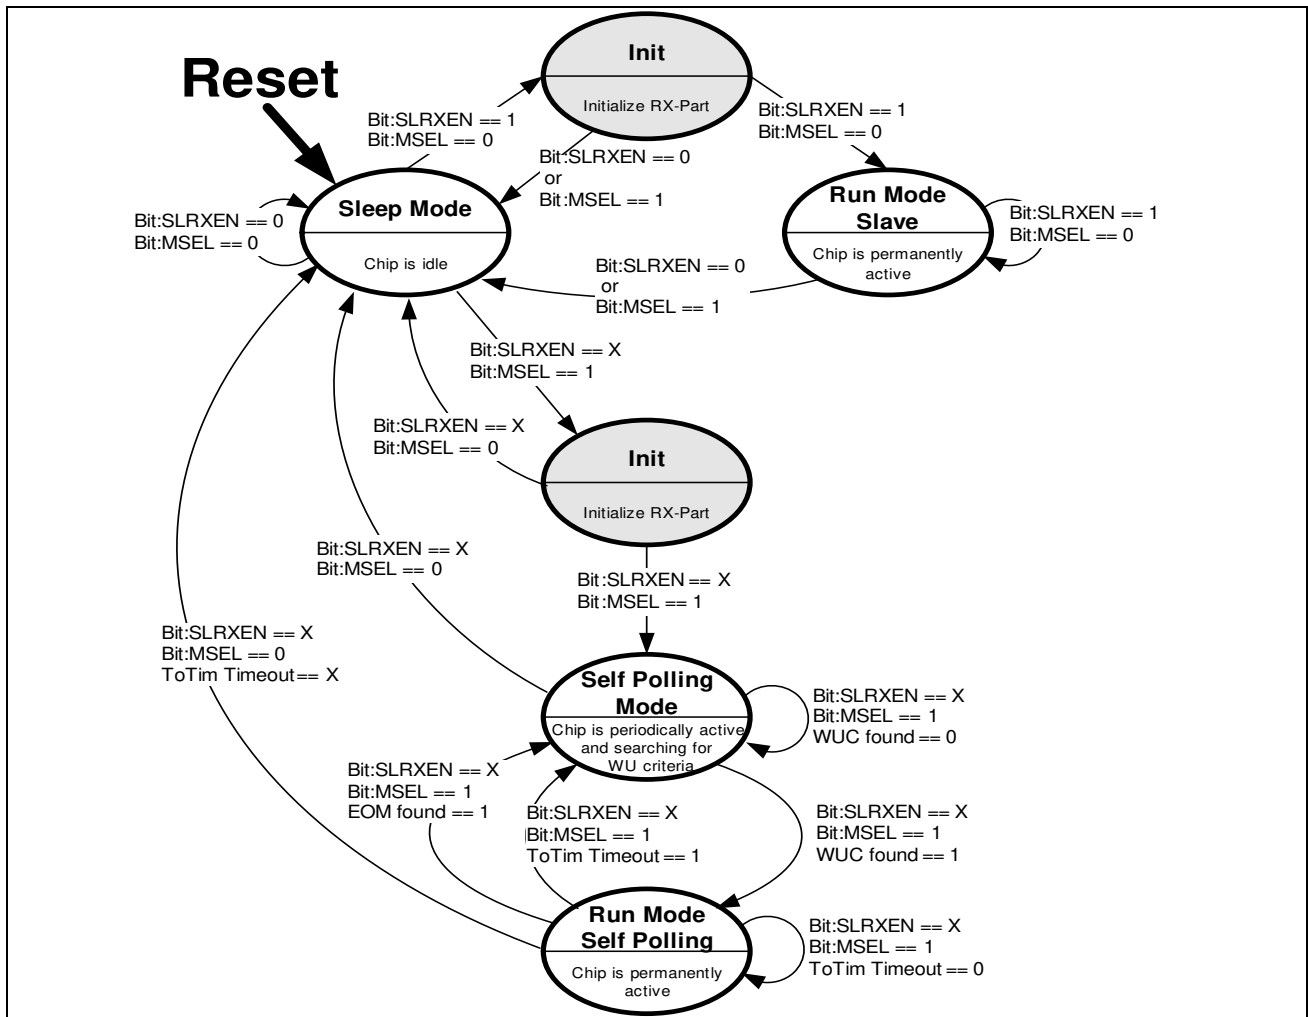 Init
Initialize RX-Part
Reset
Bit:SLRXEN == 1
Bit:MSEL == 0
Bit:SLRXEN == 0
or
Bit:MSEL == 1
Bit:SLRXEN == 1
Bit:MSEL == 0
Sleep Mode
Chip is idle
Bit:SLRXEN == 0
Bit:MSEL == 0
Run Mode
Slave
Chip is permanently
active
Bit:SLRXEN == 1
Bit:MSEL == 0
Bit:SLRXEN == 0
or
Bit:MSEL == 1
Bit:SLRXEN == X
Bit:MSEL == 1
Bit:SLRXEN == X
Bit:MSEL == 0
Init
Initialize RX-Part
Bit:SLRXEN == X
Bit:MSEL == 0
Bit:SLRXEN == X
Bit:MSEL == 1
Bit:SLRXEN == X
Bit:MSEL == 0
ToTim Timeout == X
Self Polling
Mode
Chip is periodically active
and searching for
WU criteria
Bit:SLRXEN == X
Bit:MSEL == 1
WUC found == 0
Bit:SLRXEN == X
Bit:MSEL == 1
EOM found == 1
Bit:SLRXEN == X
Bit:MSEL == 1
ToTim Timeout == 1
Bit:SLRXEN == X
Bit:MSEL == 1
WUC found == 1
Run Mode
Self Polling
Chip is permanently
active
Bit:SLRXEN == X
Bit:MSEL == 1
ToTim Timeout == 0